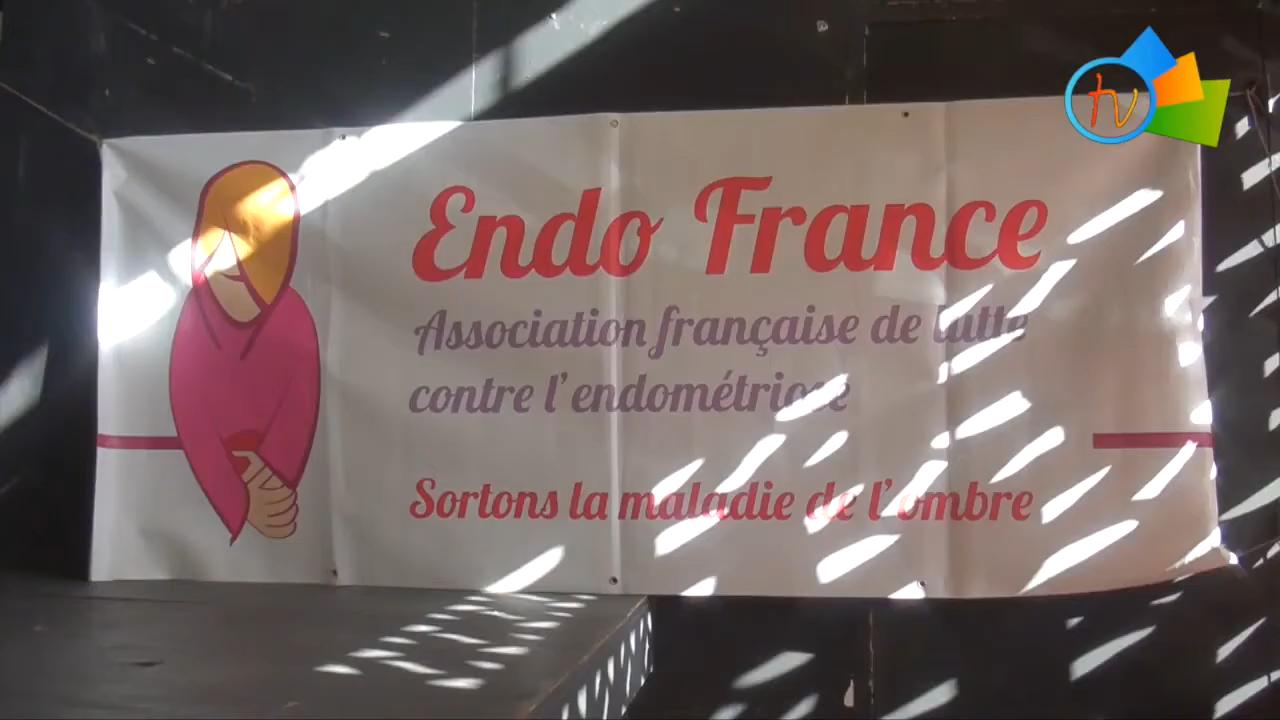 tv
Endo France
Association française de lutte
contre l'endométriose
Sortons la maladie de l'ombre